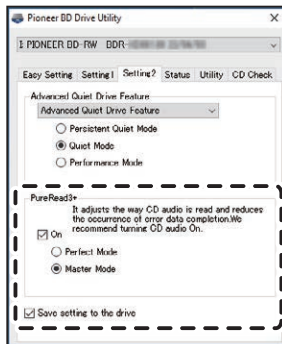 Pioneer BD Drive Utility
1 PIONEER BD-RW BDR-
Easy Setting Setting1 Setting2 Status Utility CD Check
Advanced Quiet Drive Feature
Advanced Quiet Drive Feature
Persistent Quiet Mode
Quiet Mode
Performance Mode
PureRead3+
It adjusts the way CD audio is read and reduces
the occurrence of error data completion.We
recommend turning CD audio On.
On
Perfect Mode
Master Mode
Save setting to the drive